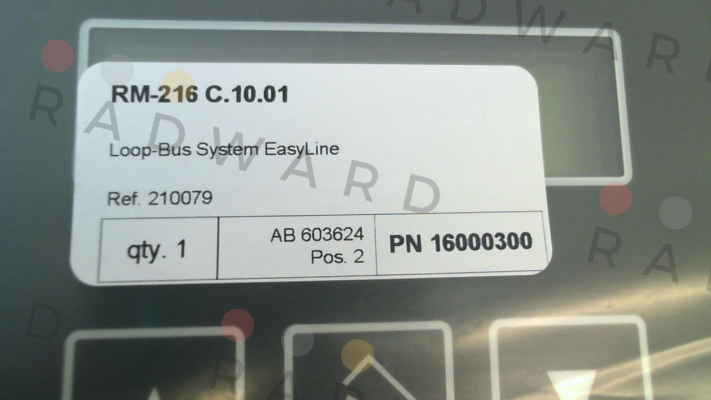 RM-216 C.10.01
Loop-Bus System EasyLine
Ref. 210079
qty. 1
AB 603624
Pos. 2
PN 16000300
RADWARD
RADWARD
RA
D
RADWARD